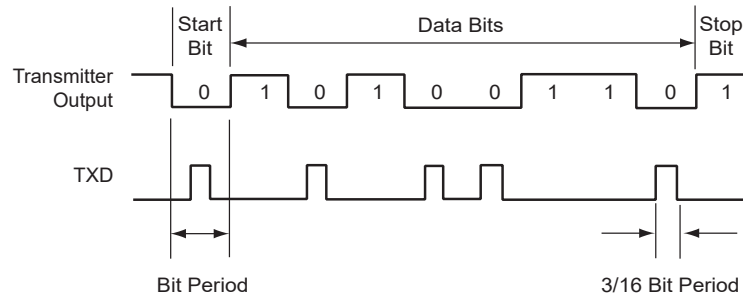 Start
Bit
Data Bits
Stop
Bit
Transmitter
Output
0 1 0 1 0 0 1 1 0 1
TXD
Bit Period
3/16 Bit Period